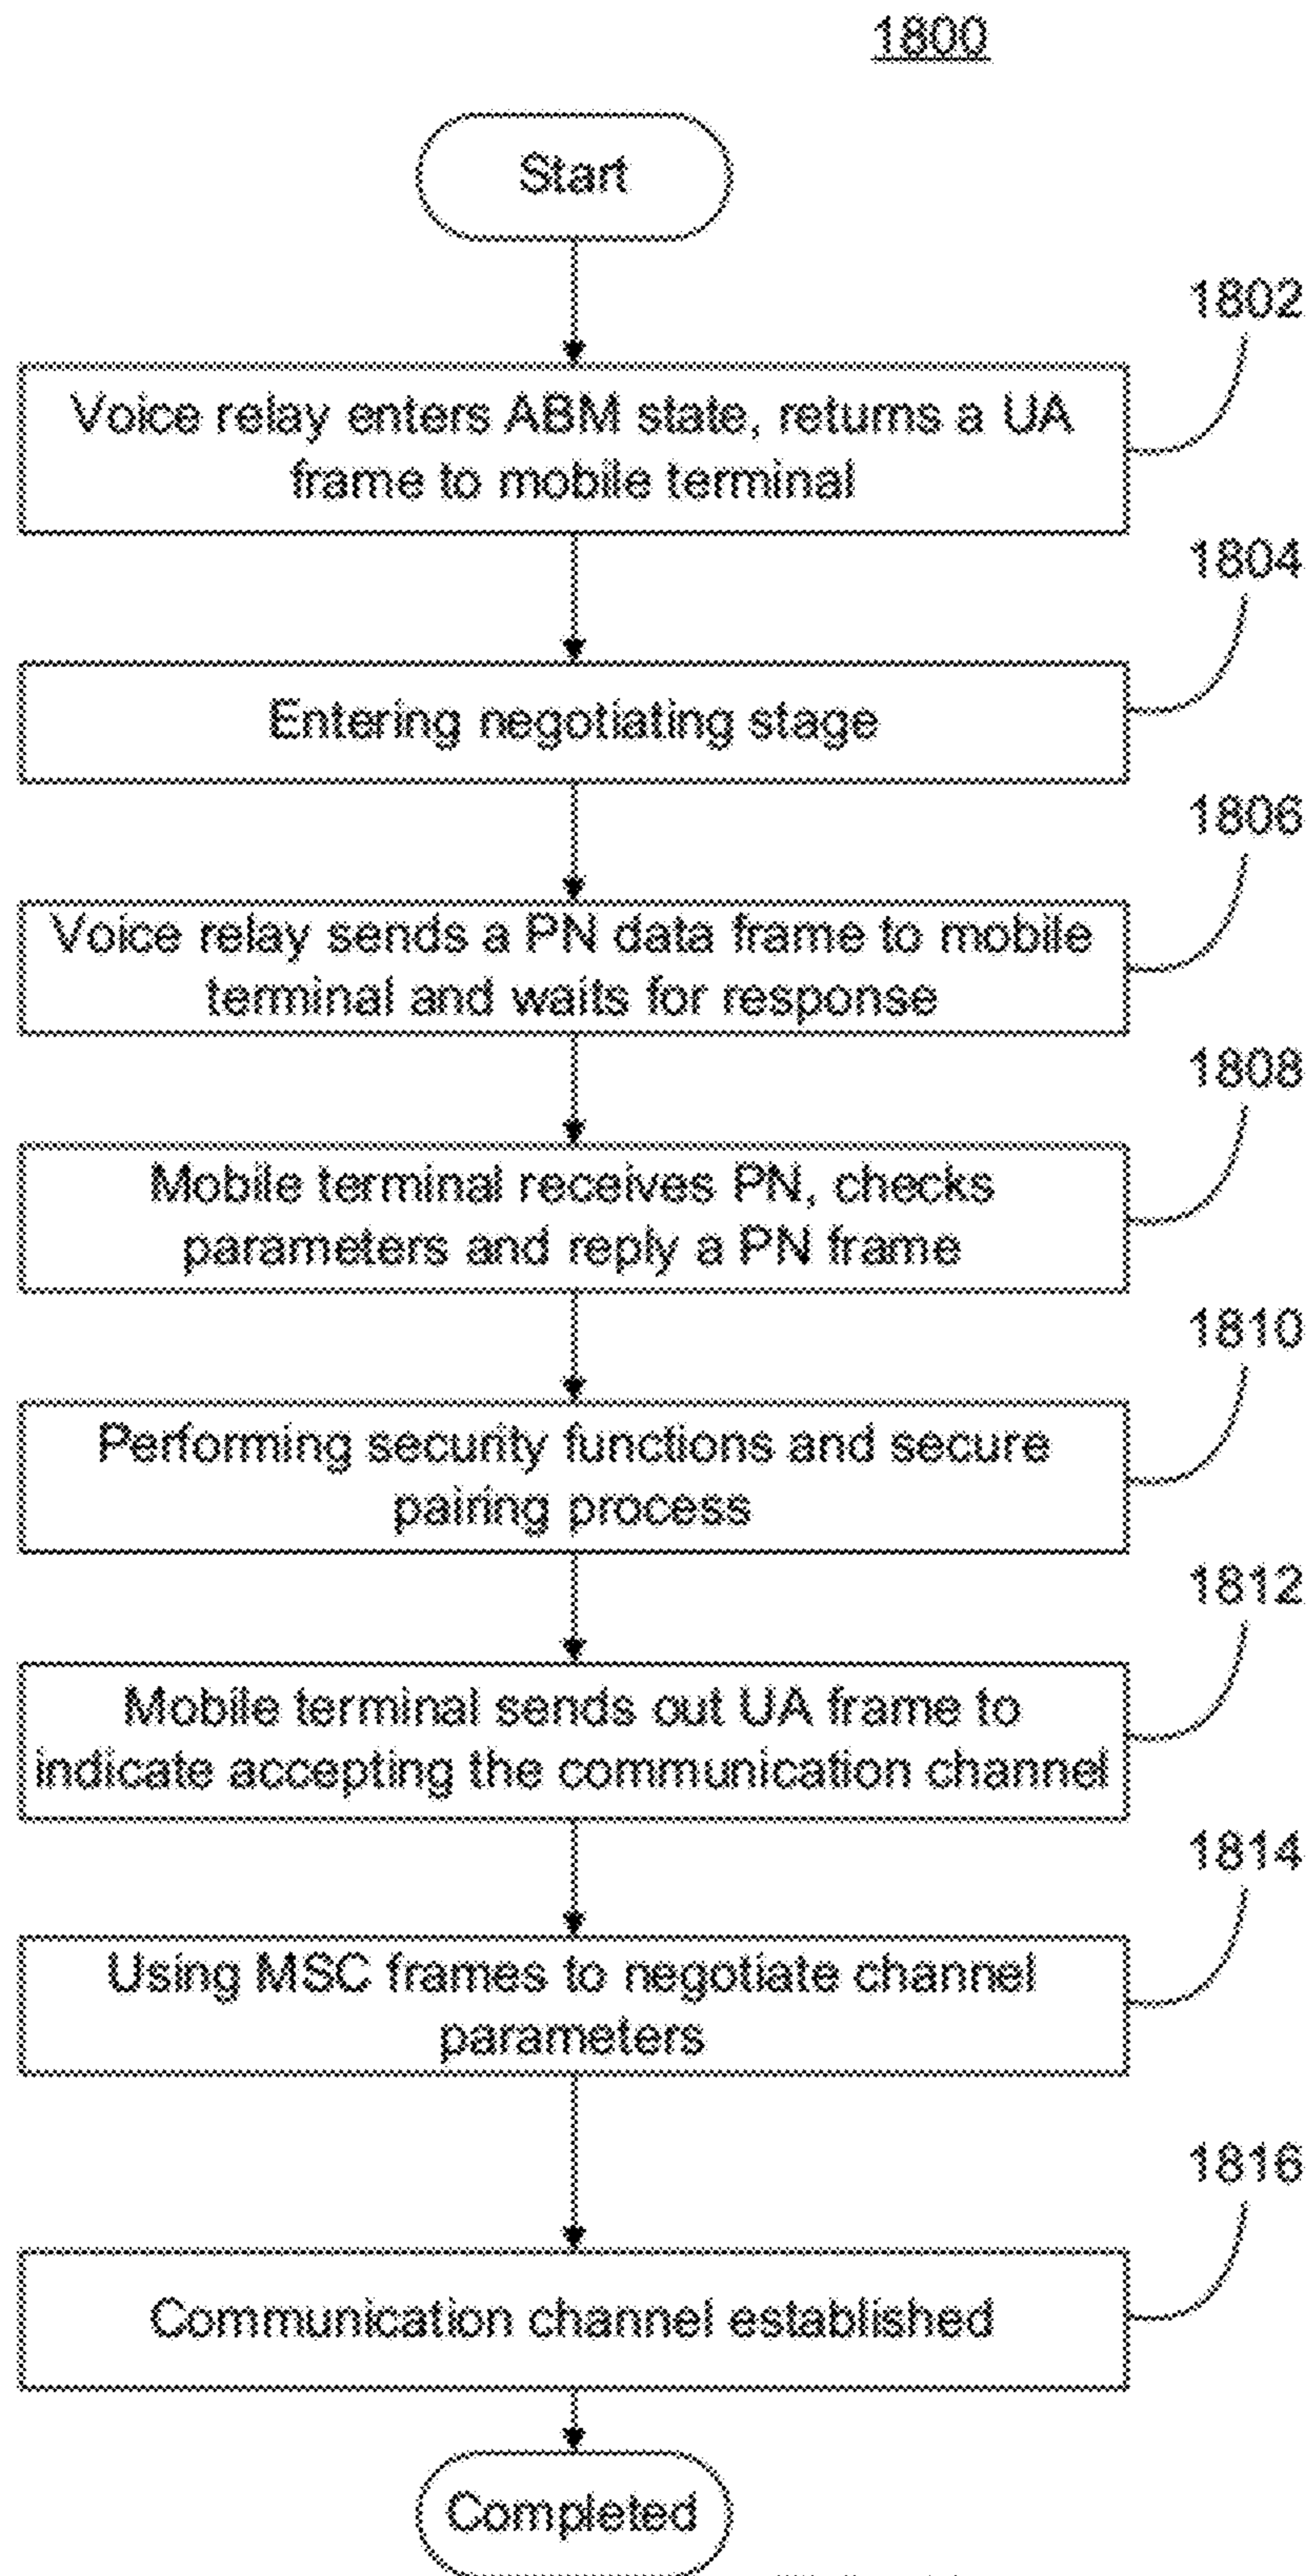 1800
Start
1802
Voice relay enters ABM state, returns a UA
frame to mobile terminal
1804
Entering negotiating stage
1806
Voice relay sends a PN data frame to mobile
terminal and waits for response
1808
Mobile terminal receives PN, checks
parameters and reply a PN frame
1810
Performing security functions and secure
pairing process
1812
Mobile terminal sends out UA frame to
indicate accepting the communication channel
1814
Using MSC frames to negotiate channel
parameters
1816
Communication channel established
Completed